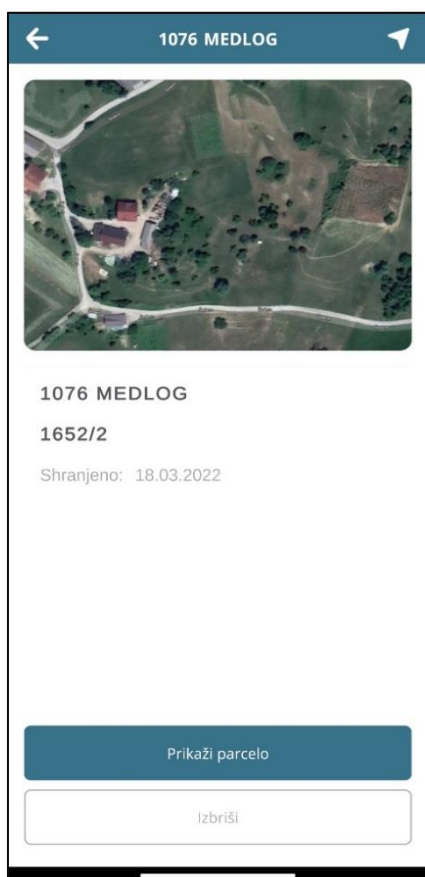 1076 MEDLOG
1076 MEDLOG
1652/2
Shranjeno: 18.03.2022
Prikaži parcelo
Izbriši